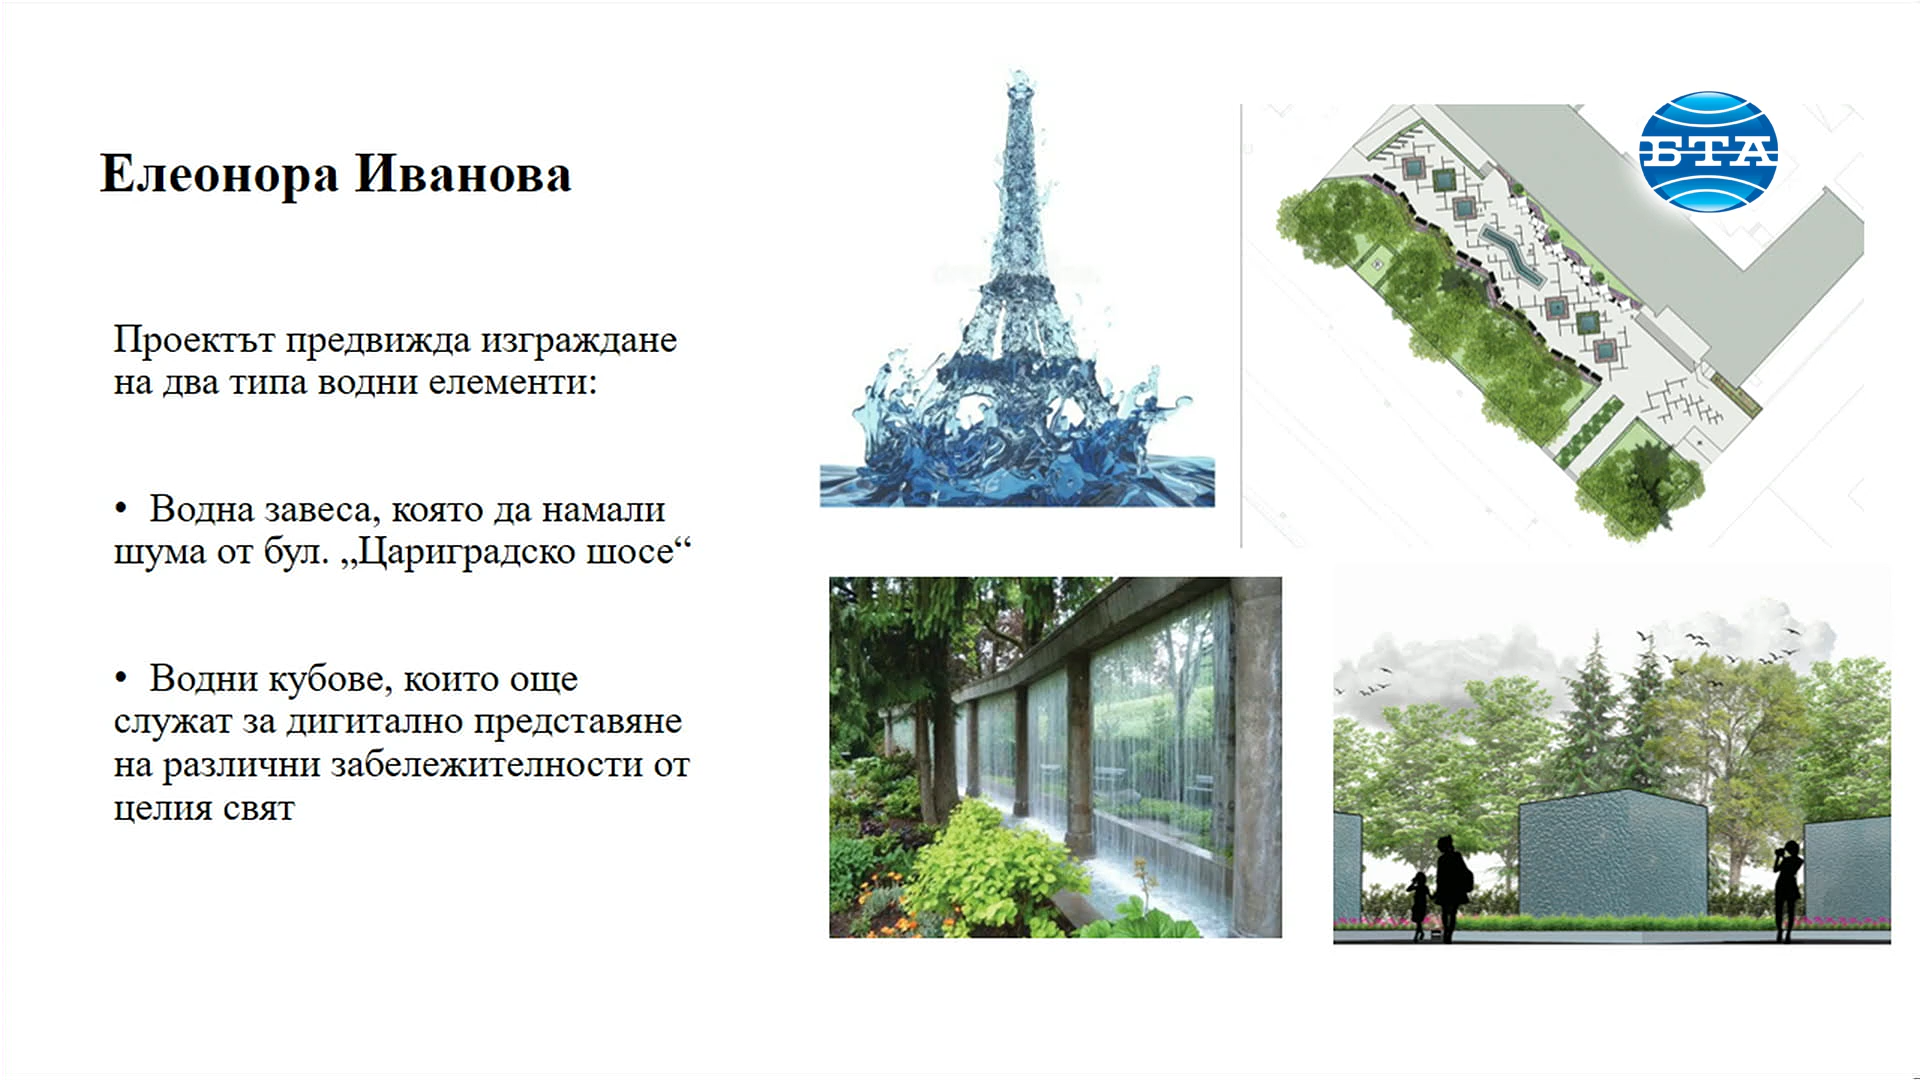 Елеонора Иванова
БТА
Проектът предвижда изграждане
на два типа водни елементи:
• Водна завеса, която да намали
шума от бул. „Цариградско шосе“
• Водни кубове, които още
служат за дигитално представяне
на различни забележителности от
целия свят